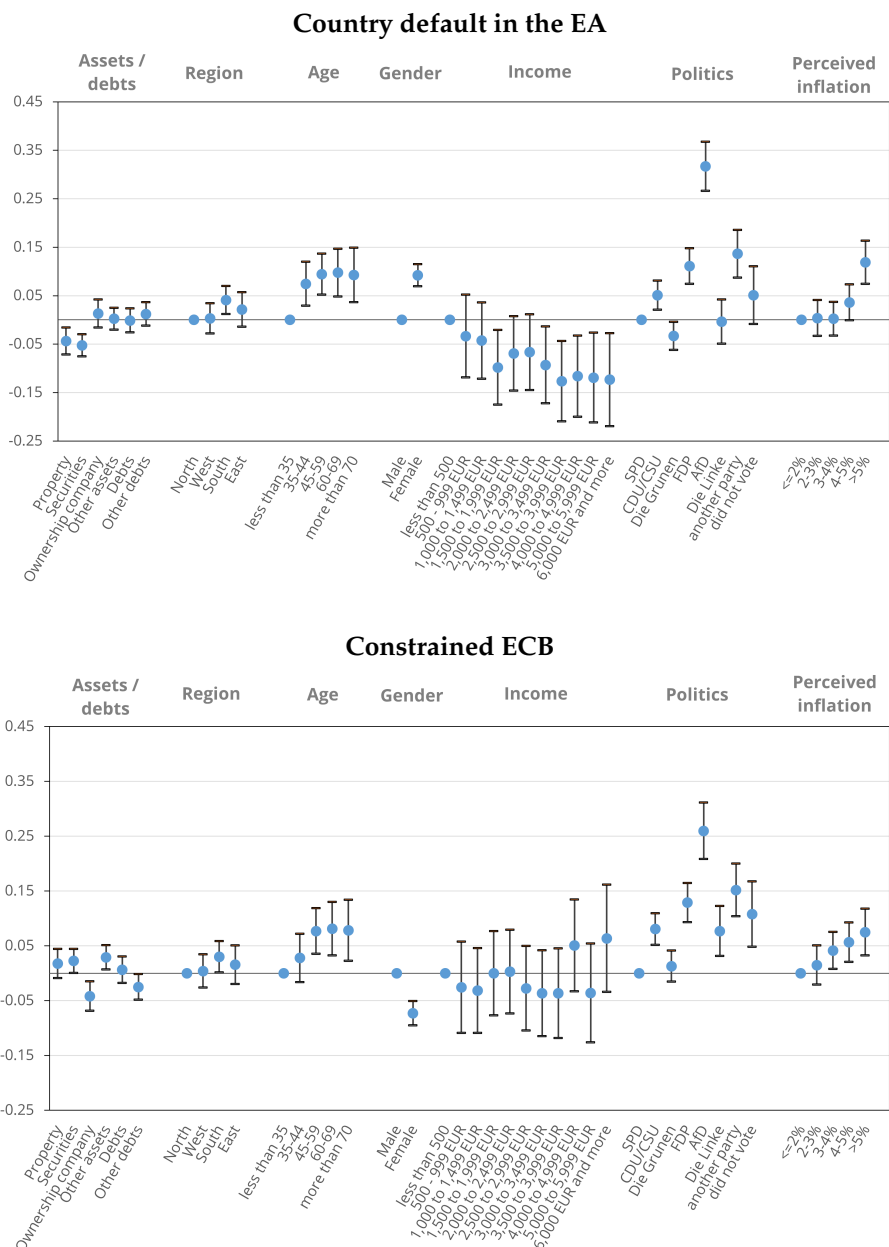 Country default in the EA
Assets /
debts
Region
Age
Gender
Income
Politics
Perceived
inflation
0.45
0.35
0.25
0.15
0.05
-0.05
-0.15
-0.25
Property
Securities
Ownership company
Other assets
Debts
Other debts
North
West
South
East
less than 35
35-44
45-59
60-69
more than 70
Male
Female
less than 500
500 - 999 EUR
1,000 to 1,499 EUR
1,500 to 1,999 EUR
2,000 to 2,499 EUR
2,500 to 2,999 EUR
3,000 to 3,499 EUR
3,500 to 3,999 EUR
4,000 to 4,999 EUR
5,000 to 5,999 EUR
6,000 EUR and more
SPD
CDU/CSU
Die Grunen
FDP
AfD
Die Linke
another party
did not vote
<=2%
2-3%
3-4%
4-5%
>5%
Constrained ECB
Assets /
debts
Region
Age
Gender
Income
Politics
Perceived
inflation
0.45
0.35
0.25
0.15
0.05
-0.05
-0.15
-0.25
Property
Securities
Ownership company
Other assets
Debts
Other debts
North
West
South
East
less than 35
35-44
45-59
60-69
more than 70
Male
Female
less than 500
500 - 999 EUR
1,000 to 1,499 EUR
1,500 to 1,999 EUR
2,000 to 2,499 EUR
2,500 to 2,999 EUR
3,000 to 3,499 EUR
3,500 to 3,999 EUR
4,000 to 4,999 EUR
5,000 to 5,999 EUR
6,000 EUR and more
SPD
CDU/CSU
Die Grunen
FDP
AfD
Die Linke
another party
did not vote
<=2%
2-3%
3-4%
4-5%
>5%